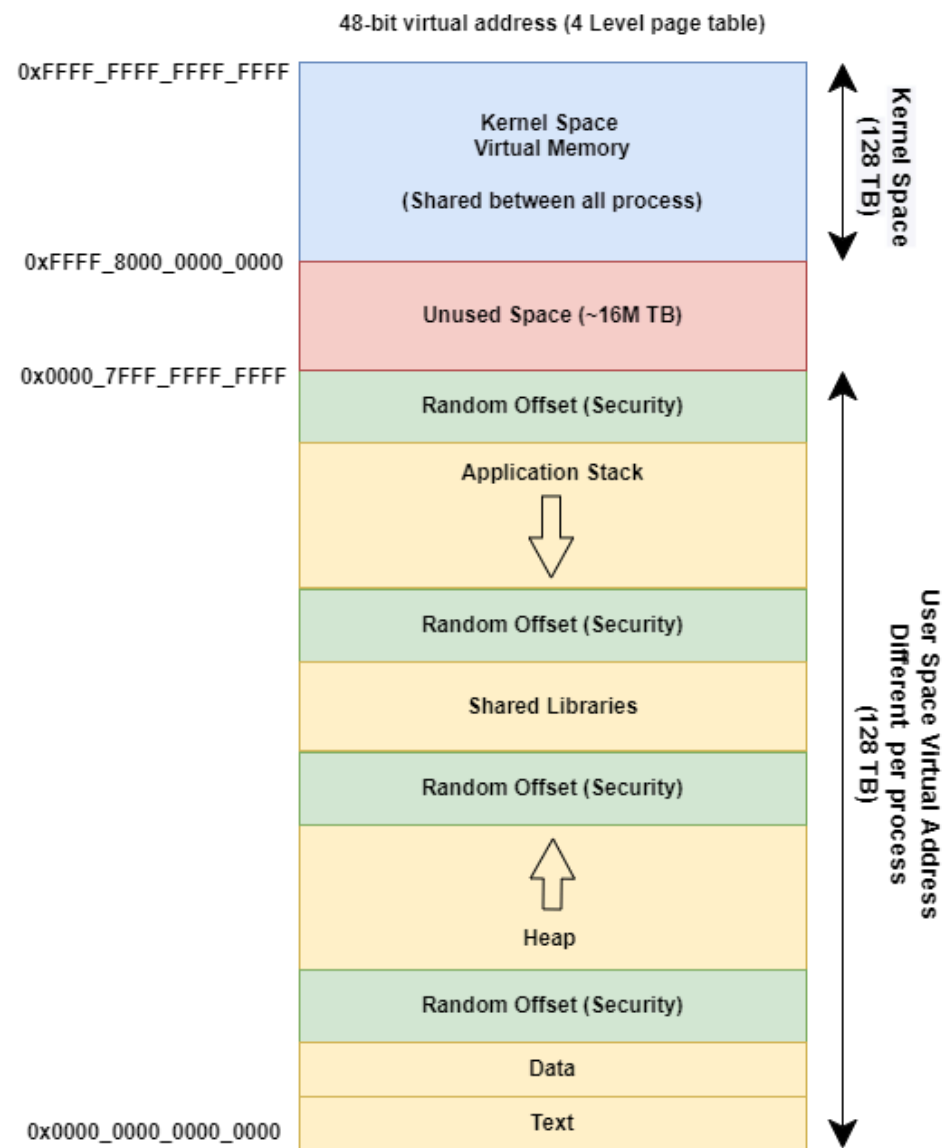 48-bit virtual address (4 Level page table)
0xFFFF_FFFF_FFFF_FFFF
Kernel Space
Virtual Memory
(Shared between all process)
Kernel Space
(128 TB)
0xFFFF_8000_0000_0000
Unused Space (~16M TB)
0x0000_7FFF_FFFF_FFFF
Random Offset (Security)
Application Stack
Random Offset (Security)
Shared Libraries
Random Offset (Security)
Heap
Random Offset (Security)
Data
Text
User Space Virtual Address
Different per process
(128 TB)
0x0000_0000_0000_0000